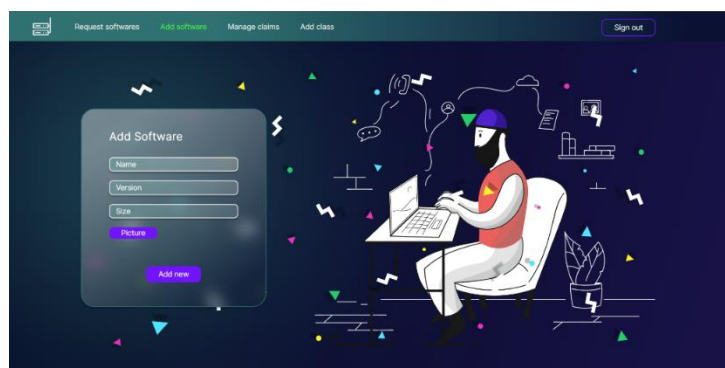 Request softwares Add software Manage claims Add class Sign out
Add Software
Name
Version
Size
Picture
Add new